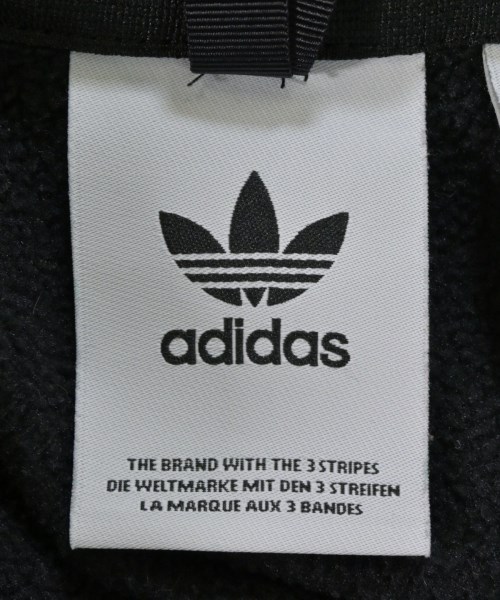 adidas
THE BRAND WITH THE 3 STRIPES
DIE WELTMARKE MIT DEN 3 STREIFEN
LA MARQUE AUX 3 BANDES